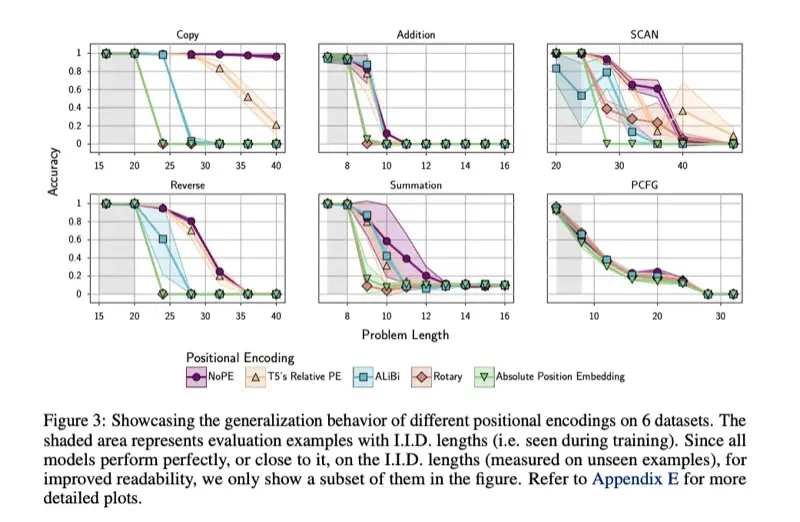 Copy
Addition
SCAN
1
0.8
0.6
0.4
0.2
0
15 20 25 30 35 40
8 10 12 14 16
20 30 40
Accuracy
Reverse
Summation
PCFG
1
0.8
0.6
0.4
0.2
0
15 20 25 30 35 40
8 10 12 14 16
10 20 30
Problem Length
Positional Encoding
NoPE T5's Relative PE ALiBi Rotary Absolute Position Embedding
Figure 3: Showcasing the generalization behavior of different positional encodings on 6 datasets. The
shaded area represents evaluation examples with I.I.D. lengths (i.e. seen during training). Since all
models perform perfectly, or close to it, on the I.I.D. lengths (measured on unseen examples), for
improved readability, we only show a subset of them in the figure. Refer to Appendix E for more
detailed plots.